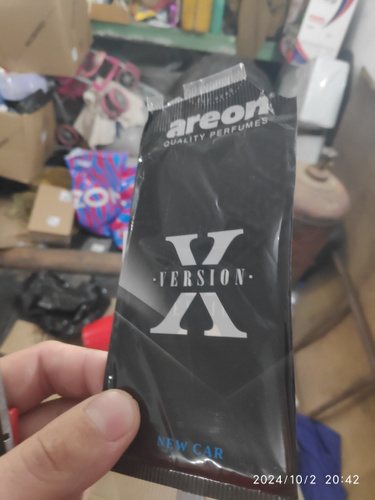 areon®
QUALITY PERFUMES
X
·VERSION·
NEW CAR
2024/10/2 20:42